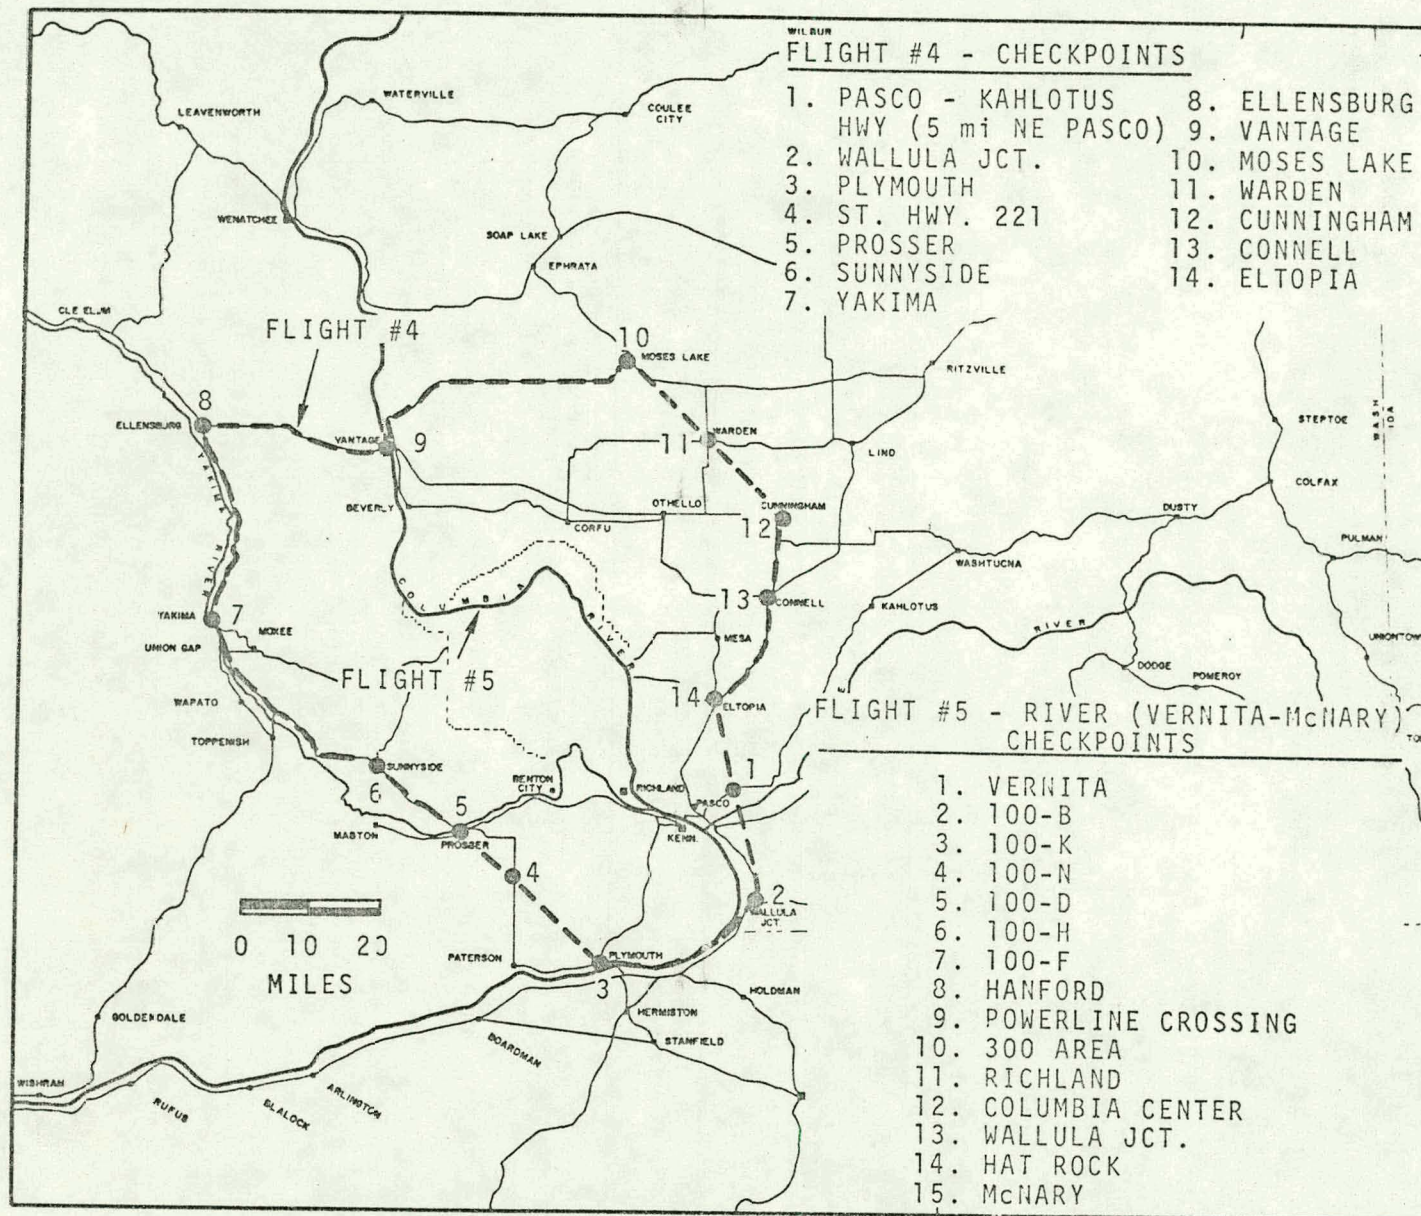 WILBUR
FLIGHT #4 - CHECKPOINTS
1. PASCO - KAHLOTUS
HWY (5 mi NE PASCO)
2. WALLULA JCT.
3. PLYMOUTH
4. ST. HWY. 221
5. PROSSER
6. SUNNYSIDE
7. YAKIMA
8. ELLENSBURG
9. VANTAGE
10. MOSES LAKE
11. WARDEN
12. CUNNINGHAM
13. CONNELL
14. ELTOPIA
LEAVENWORTH
WATERVILLE
COULEE
CITY
WENATCHEE
SOAP LAKE
EPHRATA
CLE ELUM
FLIGHT #4
10
MOSES LAKE
RITZVILLE
8
ELLENSBURG
VANTAGE
9
11
WARDEN
LIND
STEPTOE
WASH
IDA
YAKIMA
RIVER
BEVERLY
CORFU
OTHELLO
CUNNINGHAM
12
COLFAX
DUSTY
PULMAN
WASHTUCNA
COLUMBIA
RIVER
13
CONNELL
KAHLOTUS
YAKIMA
7
MOXEE
UNION GAP
MESA
RIVER
UNIONTOW
FLIGHT #5
DODGE
POMEROY
WAPATO
14
ELTOPIA
TOPPENISH
FLIGHT #5 - RIVER (VERNITA-McNARY)
CHECKPOINTS
1. VERNITA
2. 100-B
3. 100-K
4. 100-N
5. 100-D
6. 100-H
7. 100-F
8. HANFORD
9. POWERLINE CROSSING
10. 300 AREA
11. RICHLAND
12. COLUMBIA CENTER
13. WALLULA JCT.
14. HAT ROCK
15. McNARY
SUNNYSIDE
6
BENTON
CITY
RICHLAND
1
PASCO
5
MABTON
PROSSER
KENN.
4
2
WALLULA
JCT.
0 10 20
MILES
PATERSON
PLYMOUTH
3
HOLDMAN
GOLDENDALE
HERMISTON
STANFIELD
BOARDMAN
WISHRAM
RUFUS
BLALOCK
ARLINGTON